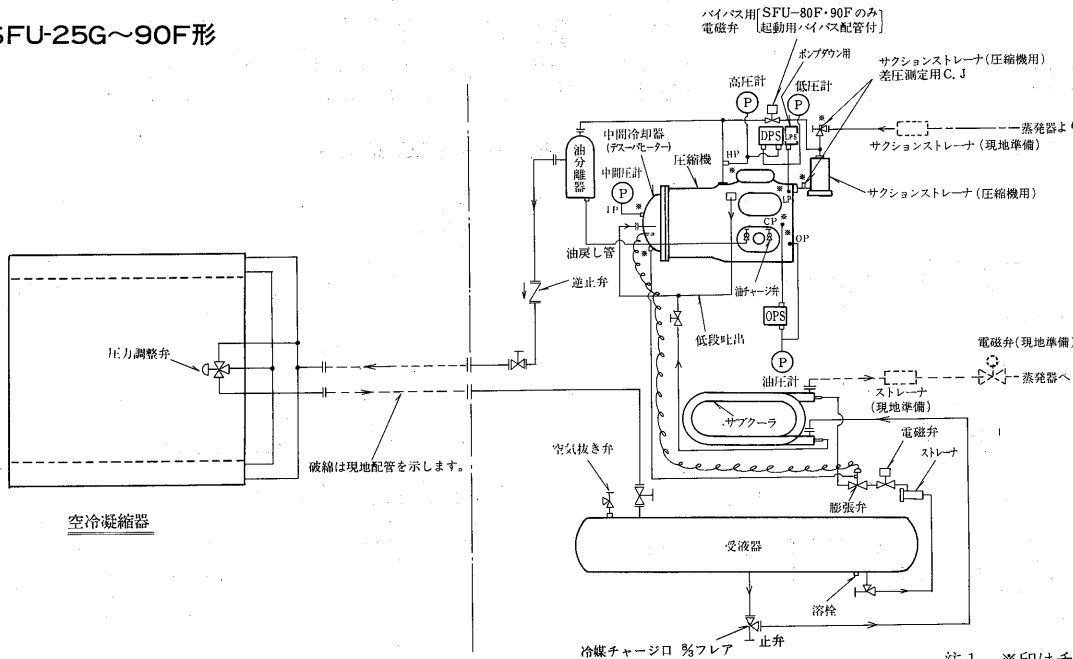 SFU-25G～90F形
バイパス用
電磁弁
SFU-80F・90Fのみ
起動用バイパス配管付
ポンプダウン用
サクションストレーナ(圧縮機用)
差圧測定用C.J
高圧計
低圧計
P
P
DPS
LPS
蒸発器よ
サクションストレーナ(現地準備)
中間冷却器
(デスーパヒーター)
圧縮機
HP
油分離器
中間圧計
P
IP
サクションストレーナ(圧縮機用)
LP
CP
OP
油戻し管
油チャージ弁
逆止弁
低段吐出
OPS
P
油圧計
電磁弁(現地準備)
蒸発器へ
ストレーナ
(現地準備)
圧力調整弁
サブクーラ
電磁弁
ストレーナ
空気抜き弁
破綿は現地配管を示します。
膨張弁
空冷凝縮器
受液器
溶栓
冷媒チャージ口
フレア
止弁
注1. ※印はチ